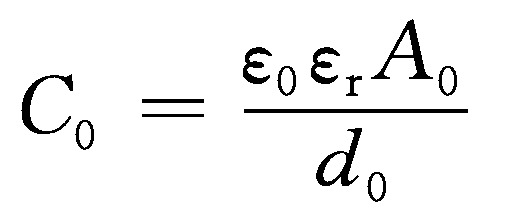 C₀ = ε₀ εᵣ A₀ / d₀